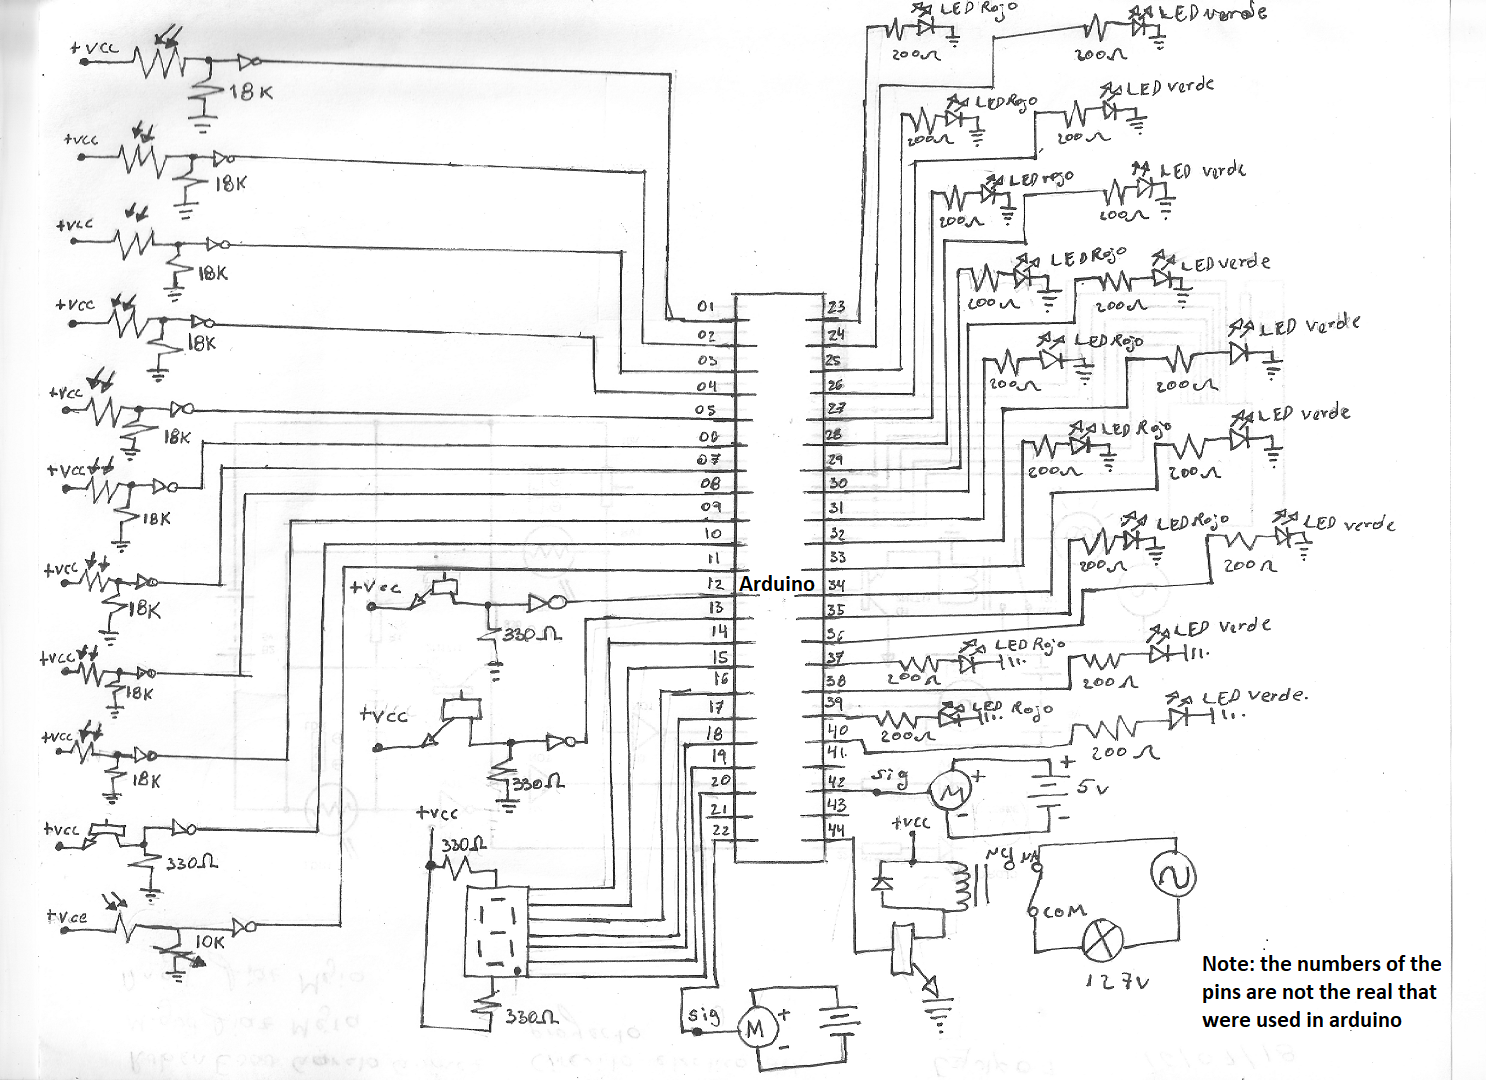 +VCC
18K
+VCC
18K
+VCC
18K
+VCC
18K
+VCC
18K
+VCC
18K
+VCC
18K
+VCC
18K
+VCC
18K
+VCC
330Ω
+Vce
10K
+Vcc
330Ω
+VCC
330Ω
+VCC
330Ω
330Ω
01
02
03
04
05
06
07
08
09
10
11
12
13
14
15
16
17
18
19
20
21
22
Arduino
23
24
25
26
27
28
29
30
31
32
33
34
35
36
37
38
39
40
41.
42
43
44
LED Rojo
200Ω
LED verde
200Ω
LED Rojo
200Ω
LED verde
200Ω
LED rojo
200Ω
LED verde
200Ω
LED Rojo
200Ω
LED verde
200Ω
LED Rojo
200Ω
LED verde
200Ω
LED Rojo
200Ω
LED verde
200Ω
LED Rojo
200Ω
LED verde
200Ω
LED Rojo
200Ω
LED verde
200Ω
LED Rojo
200Ω
LED verde.
200Ω
sig
M
+
-
5v
+
-
+VCC
NC
NA
COM
127V
sig
M
+
-
Note: the numbers of the
pins are not the real that
were used in arduino